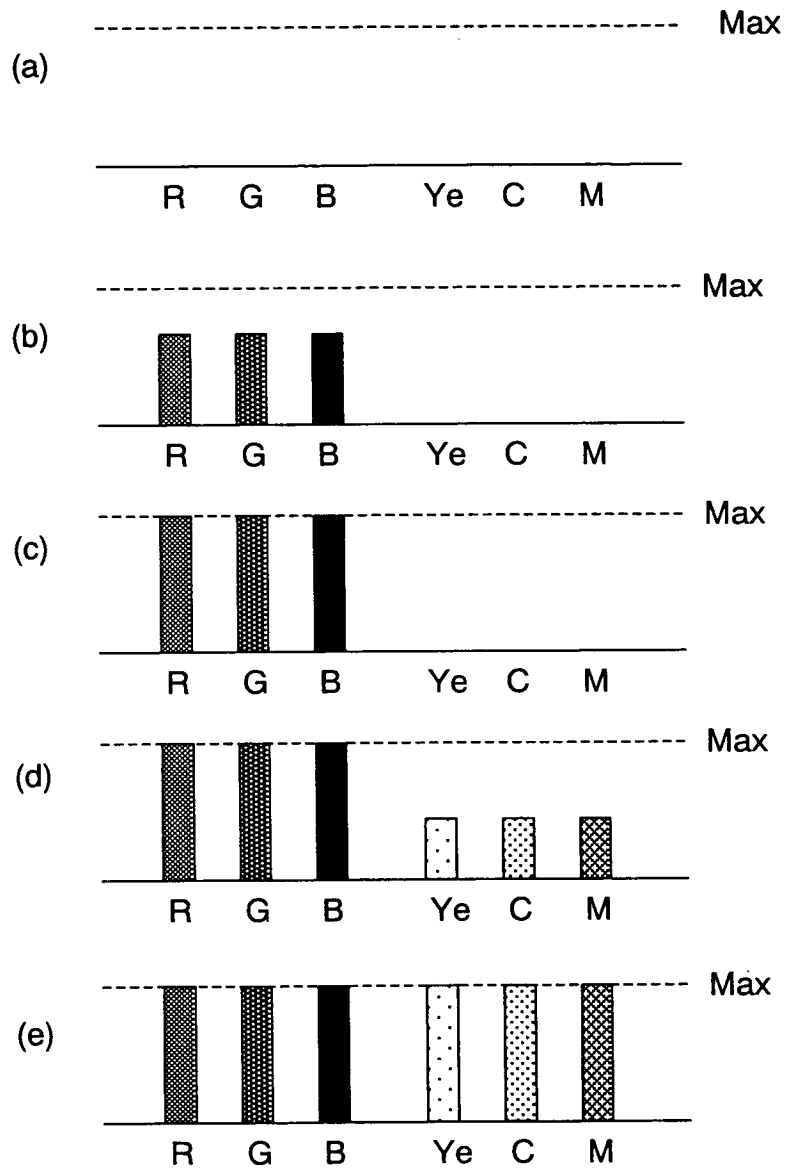 Max
(a)
R G B Ye C M
Max
(b)
R G B Ye C M
Max
(c)
R G B Ye C M
Max
(d)
R G B Ye C M
Max
(e)
R G B Ye C M